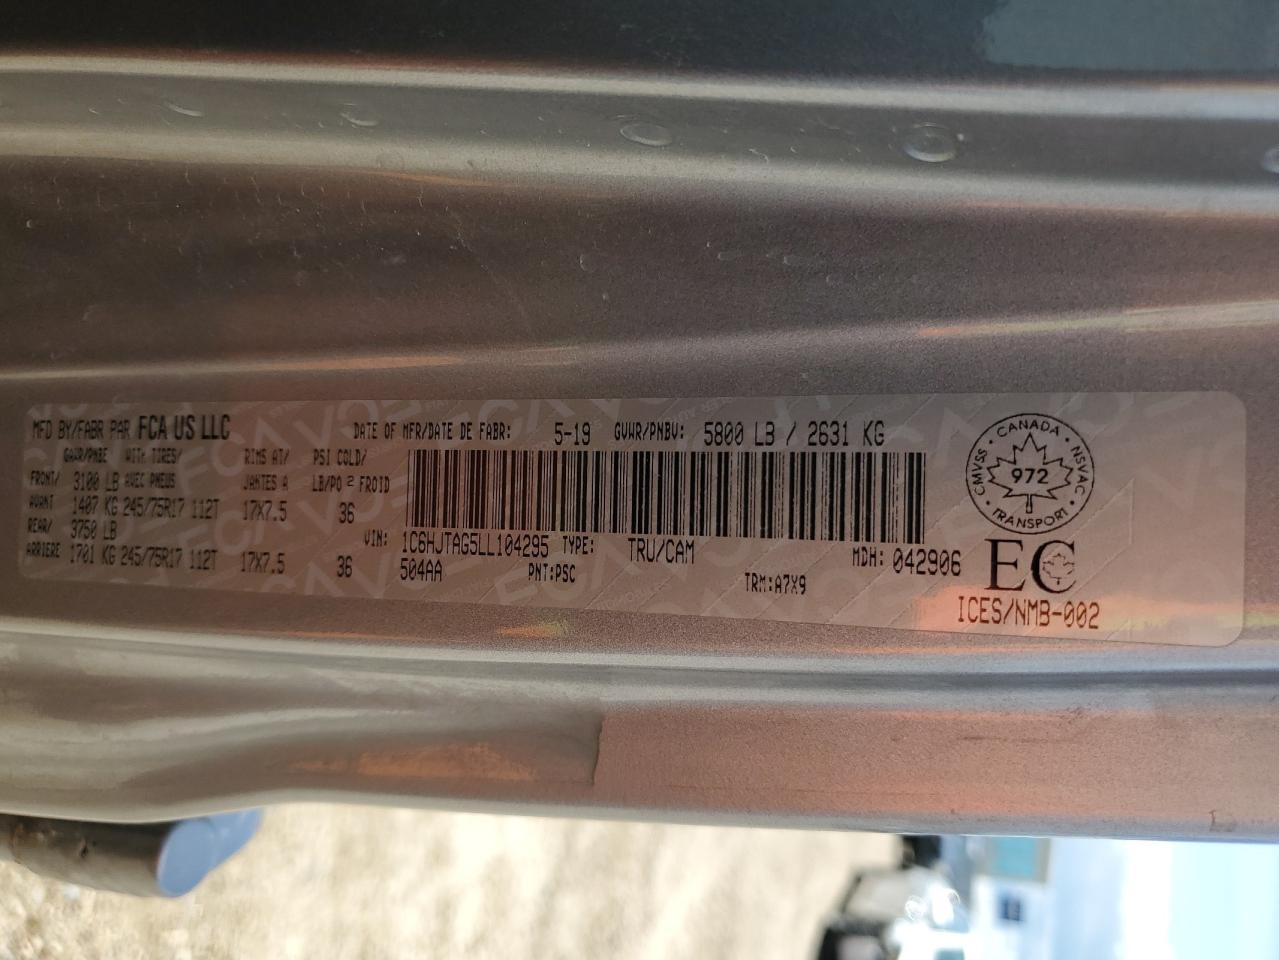 MFD BY/FABR PAR FCA US LLC
DATE OF MFR/DATE DE FABR: 5-19 GVWR/PNBV: 5800 LB / 2631 KG
GAWR/PNBE WIT. TIRES/ RIMS AT/ PSI COLD/
FRONT/ 3100 LB AVEC PNEUS JANTES A LB/PO² FROID
AVANT 1407 KG 245/75R17 112T 17X7.5 36
REAR/ 3750 LB
ARRIERE 1701 KG 245/75R17 112T 17X7.5 36
VIN: 1C6HJTAG5LL104295 TYPE: TRU/CAM MDH: 042906
504AA PNT:PSC TRM:A7X9
CANADA
CMVSS 972 NSVAC
TRANSPORT
EC
ICES/NMB-002